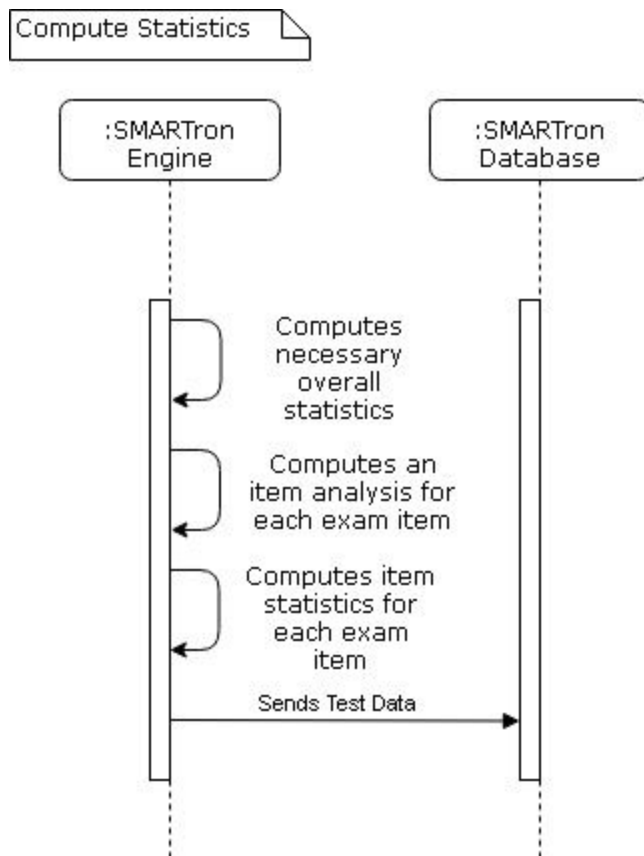 Compute Statistics
:SMARTron
Engine
:SMARTron
Database
Computes
necessary
overall
statistics
Computes an
item analysis for
each exam item
Computes item
statistics for
each exam
item
Sends Test Data